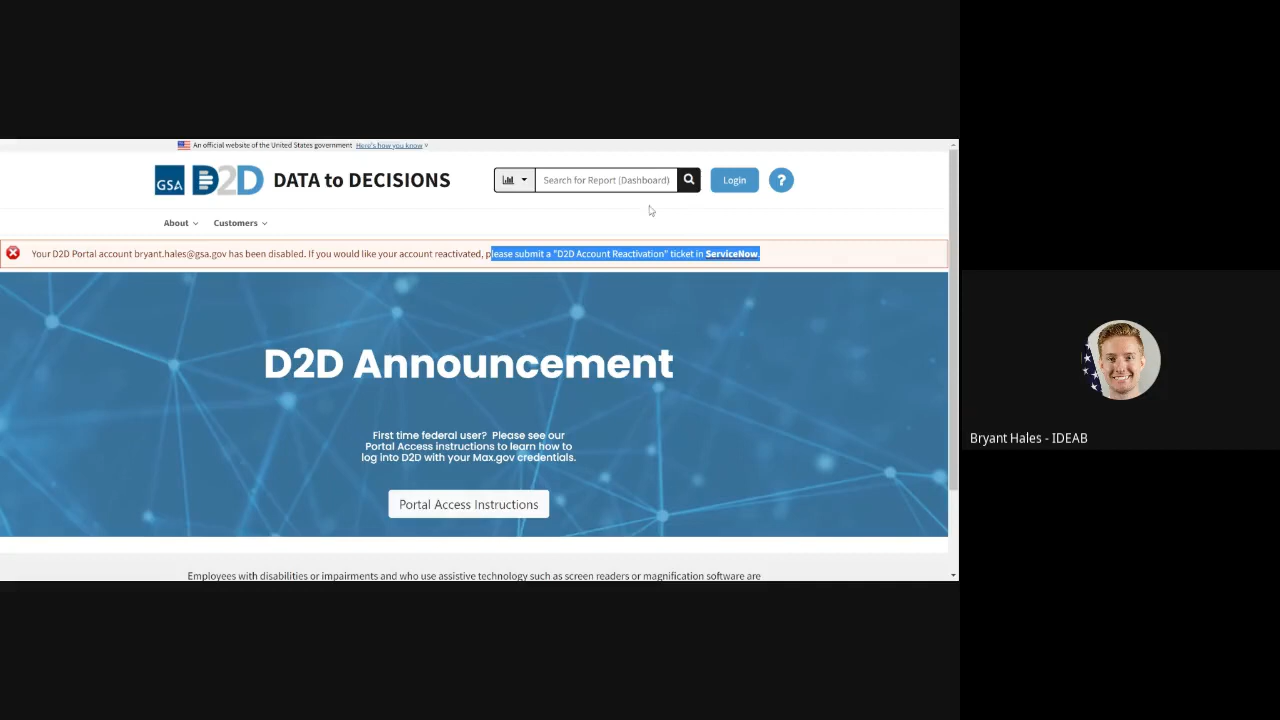 An official website of the United States government Here's how you know
GSA D2D DATA to DECISIONS
Search for Report (Dashboard)
Login
?
About
Customers
Your D2D Portal account bryant.hales@gsa.gov has been disabled. If you would like your account reactivated, please submit a "D2D Account Reactivation" ticket in ServiceNow.
D2D Announcement
First time federal user? Please see our
Portal Access instructions to learn how to
log into D2D with your Max.gov credentials.
Portal Access Instructions
Employees with disabilities or impairments and who use assistive technology such as screen readers or magnification software are
Bryant Hales - IDEAB